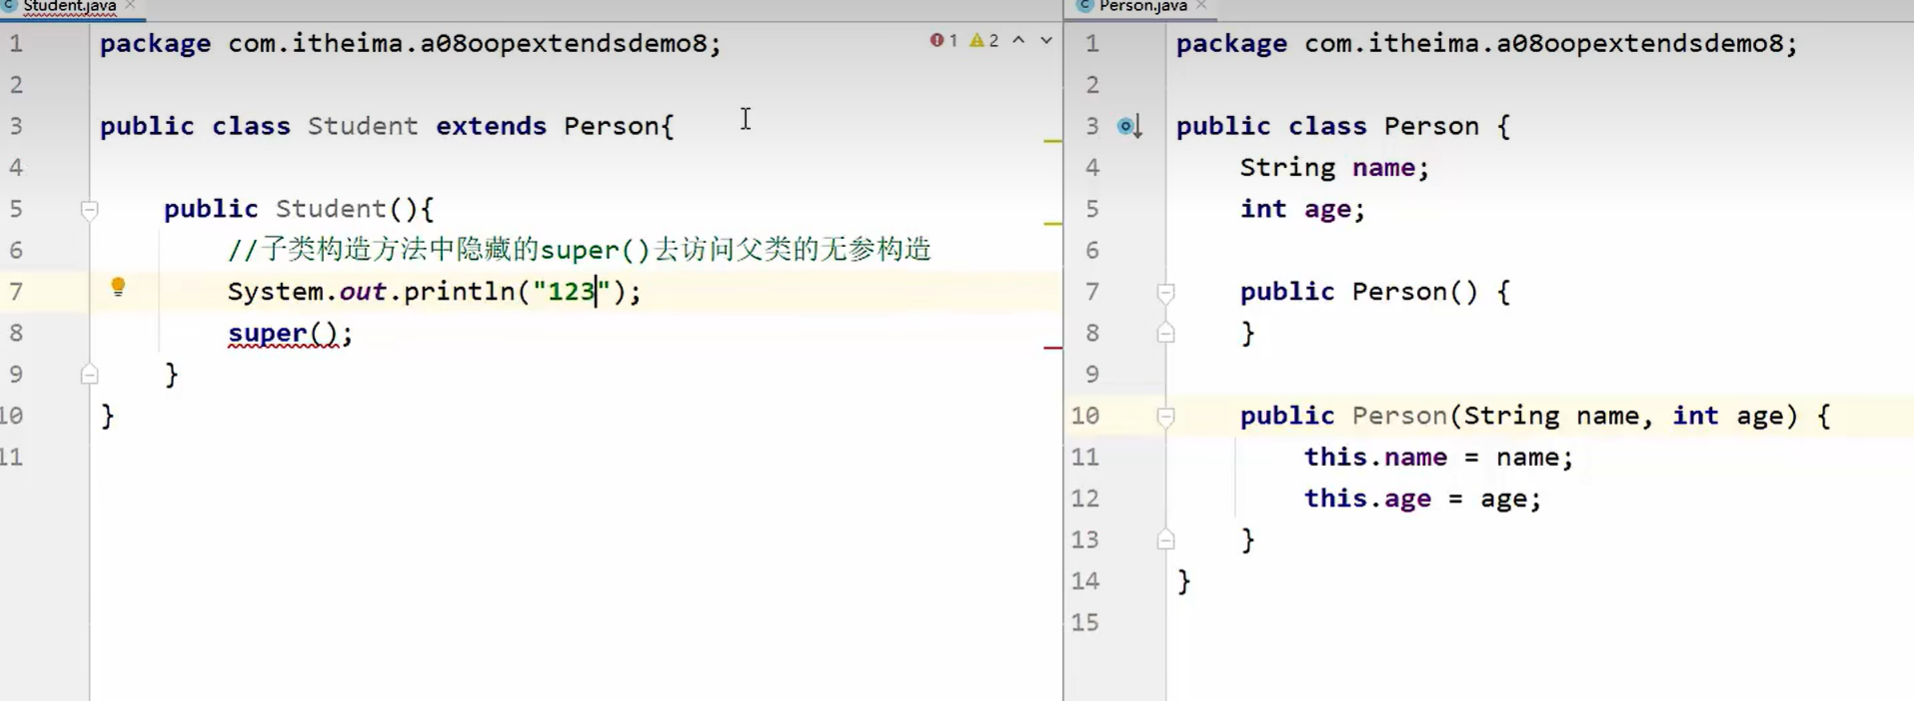 Student.java
1 package com.itheima.a08oopextendsdemo8;
2
3 public class Student extends Person{
4
5 public Student(){
6 //子类构造方法中隐藏的super()去访问父类的无参构造
7 System.out.println("123");
8 super();
9 }
10 }
11
1 2
Person.java
1 package com.itheima.a08oopextendsdemo8;
2
3 public class Person {
4 String name;
5 int age;
6
7 public Person() {
8 }
9
10 public Person(String name, int age) {
11 this.name = name;
12 this.age = age;
13 }
14 }
15